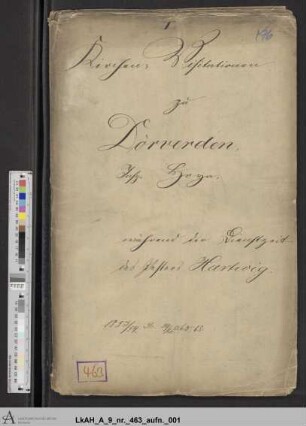 1.
Kirchen-Visitationen
zu
Dörverden,
Insp. Hoya.
während der Dienstzeit
des Pastors Hartwig
463
LkAH_A_9_nr._463_aufn._001